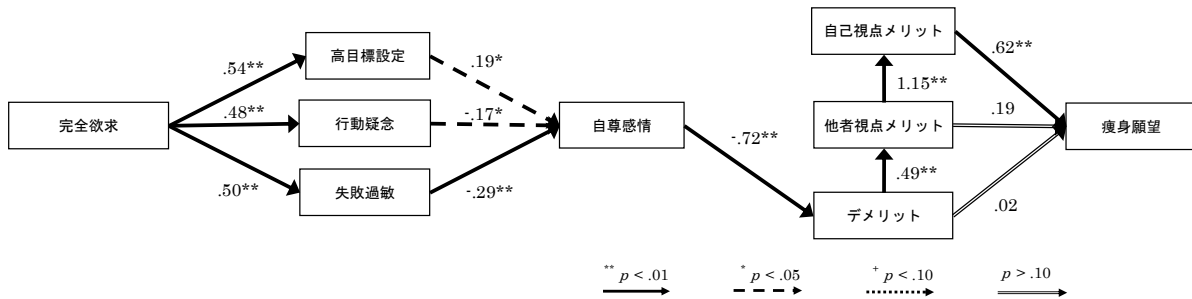 完全欲求
.54**
.48**
.50**
高目標設定
行動疑念
失敗過敏
.19*
-.17*
-.29**
自尊感情
-.72**
自己視点メリット
1.15**
他者視点メリット
.49**
デメリット
.62**
.19
.02
痩身願望
** p < .01
* p < .05
+ p < .10
p > .10